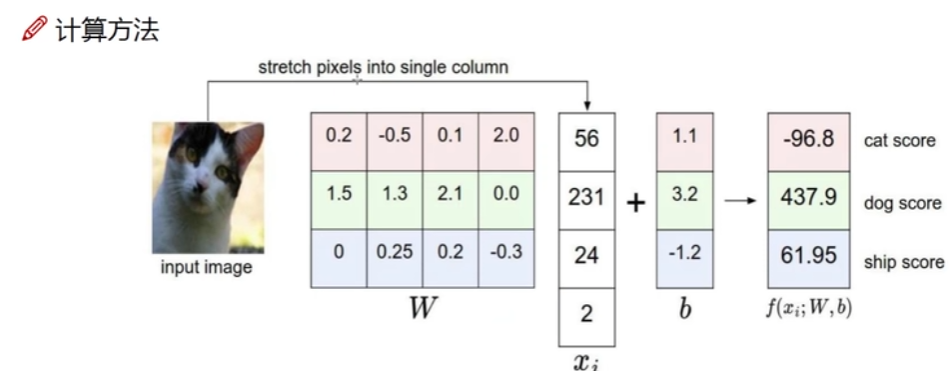 计算方法
stretch pixels into single column
0.2 -0.5 0.1 2.0 56 1.1 -96.8 cat score
1.5 1.3 2.1 0.0 231 + 3.2 → 437.9 dog score
0 0.25 0.2 -0.3 24 -1.2 61.95 ship score
input image
W 2 b f(xᵢ; W, b)
xᵢ